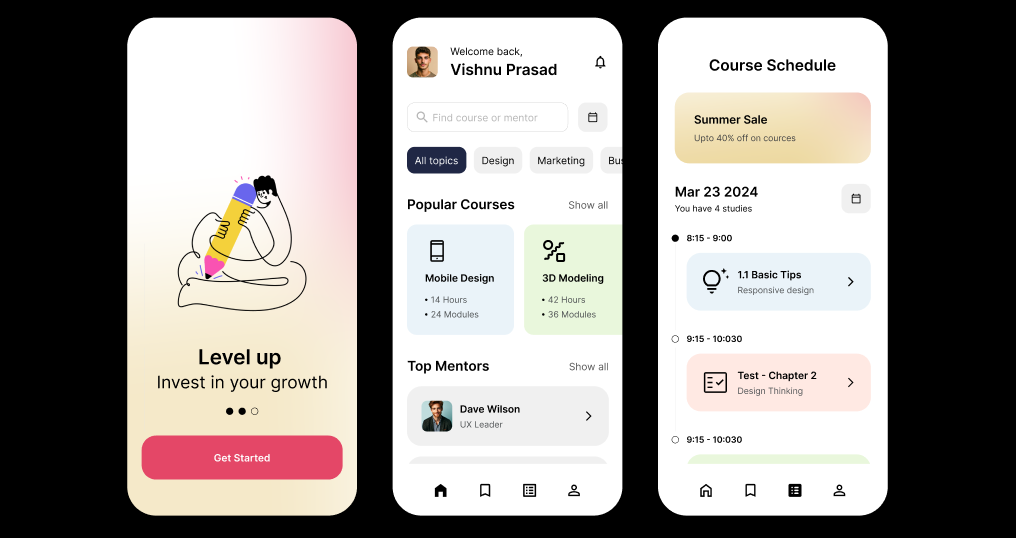 Level up
Invest in your growth
Get Started
Welcome back,
Vishnu Prasad
Find course or mentor
All topics
Design
Marketing
Bus
Popular Courses
Show all
Mobile Design
• 14 Hours
• 24 Modules
3D Modeling
• 42 Hours
• 36 Modules
Top Mentors
Show all
Dave Wilson
UX Leader
Course Schedule
Summer Sale
Upto 40% off on cources
Mar 23 2024
You have 4 studies
8:15 - 9:00
1.1 Basic Tips
Responsive design
9:15 - 10:030
Test - Chapter 2
Design Thinking
9:15 - 10:030